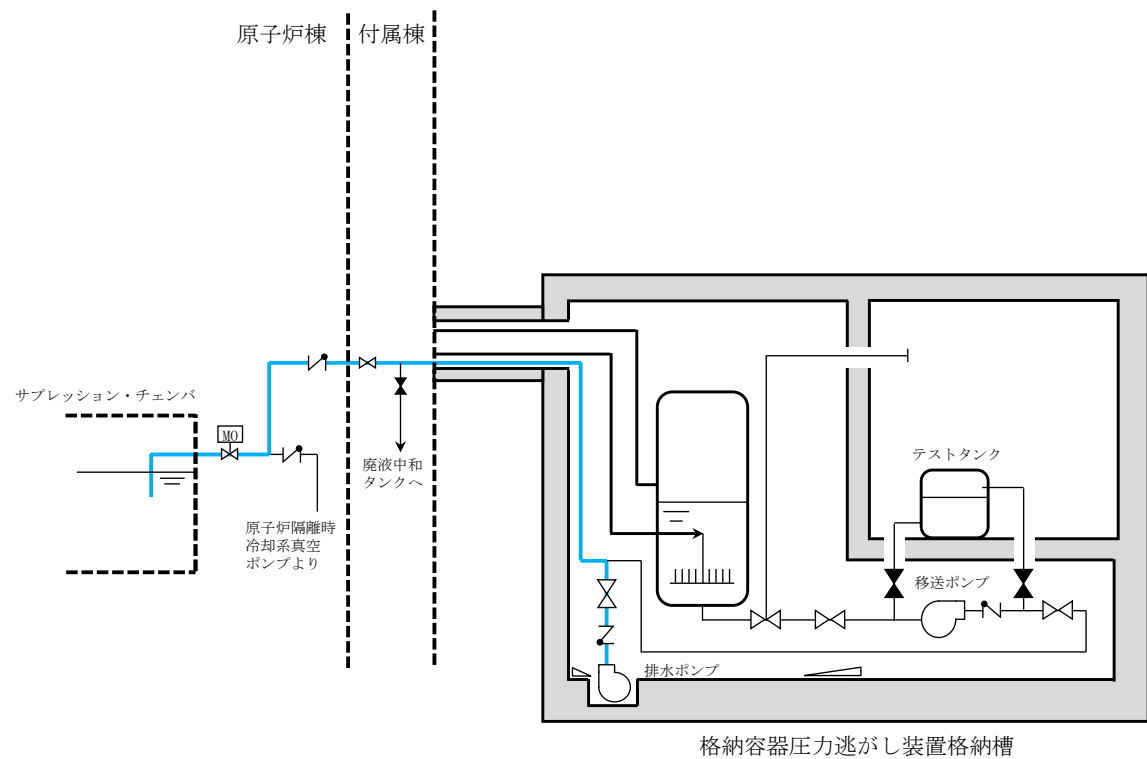 原子炉棟
付属棟
サプレッション・チェンバ
MO
廃液中和
タンクへ
原子炉隔離時
冷却系真空
ポンプより
テストタンク
移送ポンプ
排水ポンプ
格納容器圧力逃がし装置格納槽